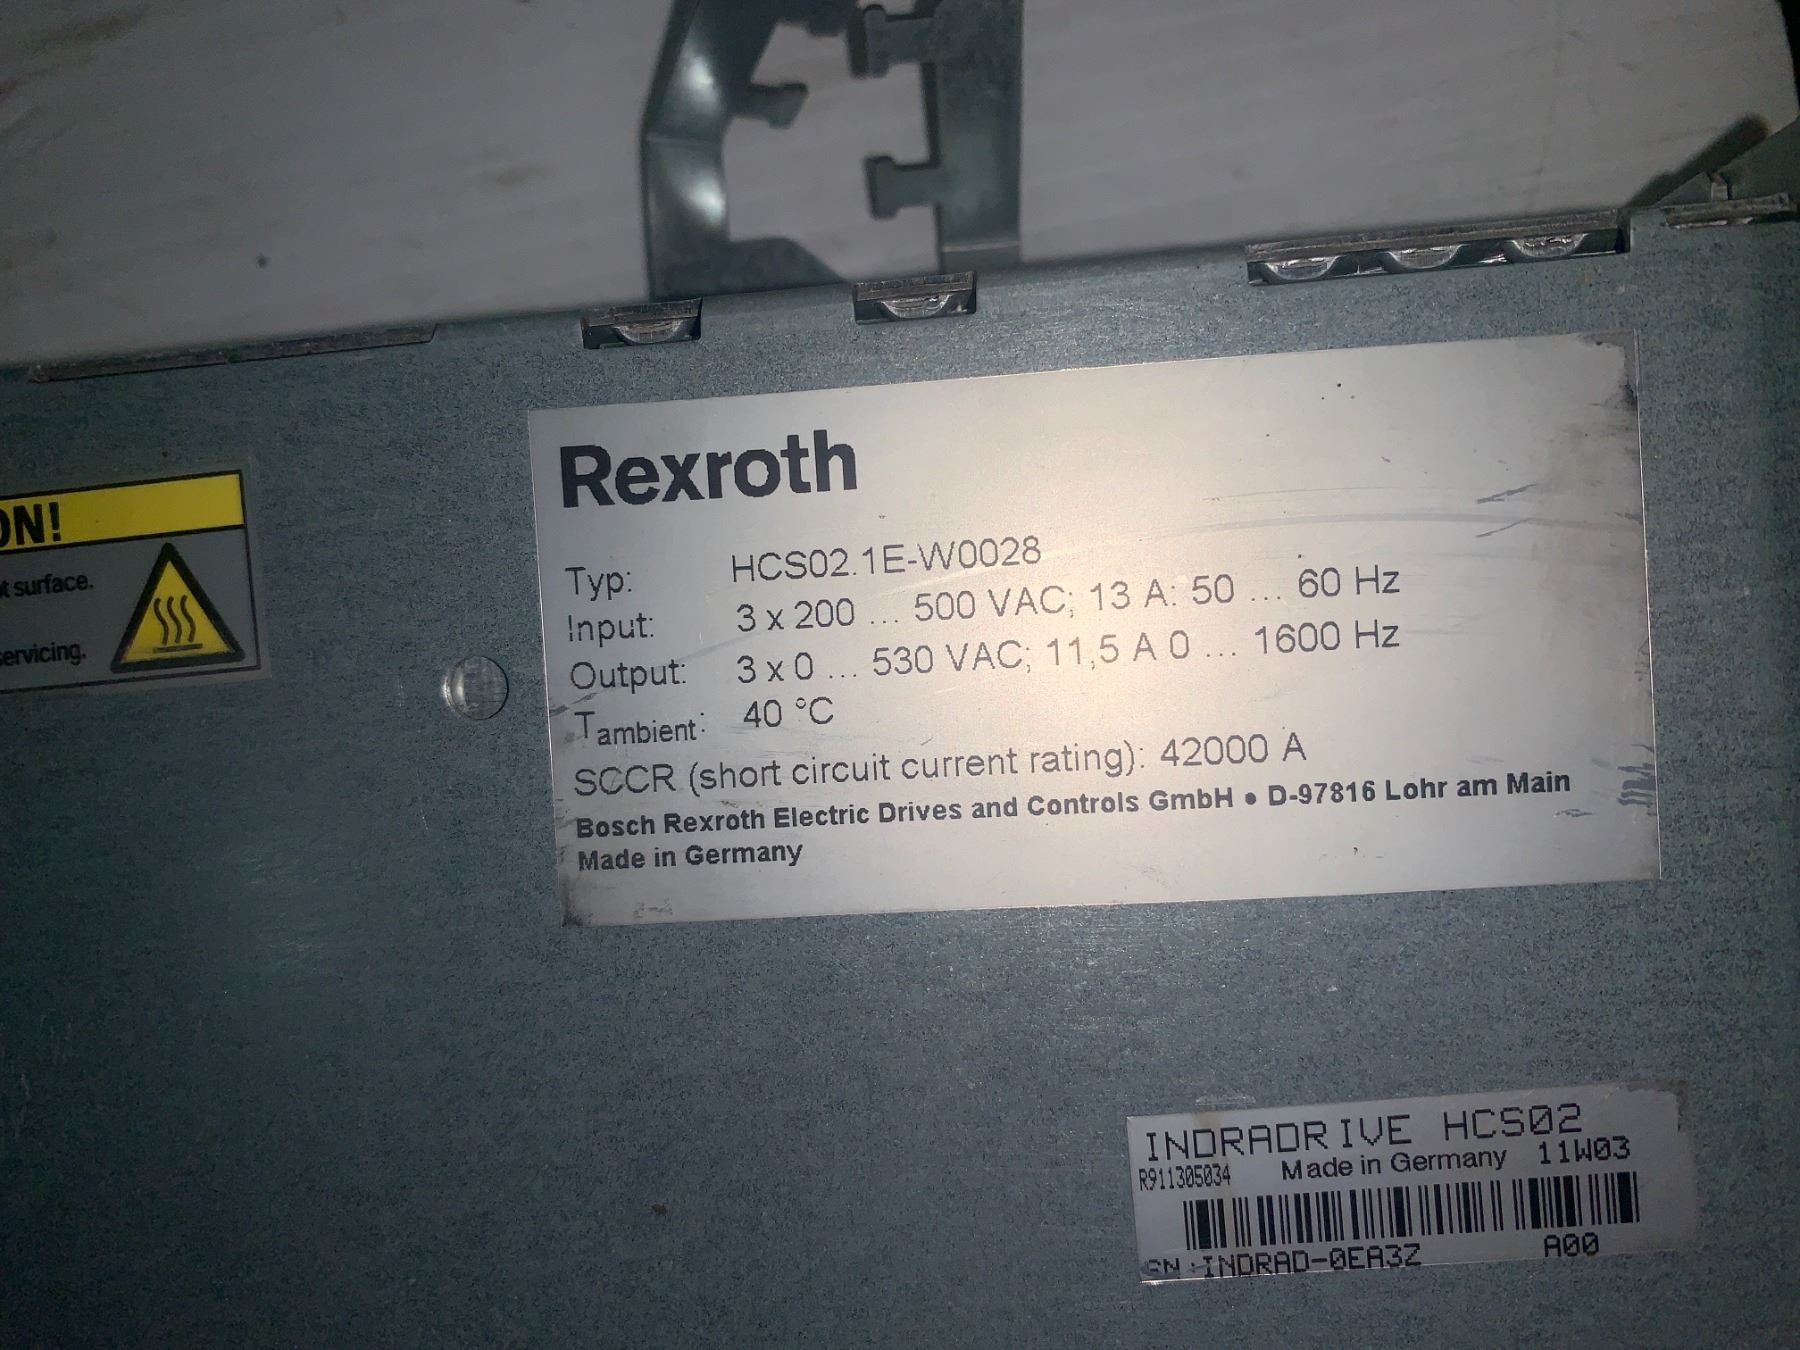 ON!
t surface.
servicing.
Rexroth
Typ: HCS02.1E-W0028
Input: 3 x 200 ... 500 VAC; 13 A: 50 ... 60 Hz
Output: 3 x 0 ... 530 VAC; 11,5 A 0 ... 1600 Hz
Tambient: 40 °C
SCCR (short circuit current rating): 42000 A
Bosch Rexroth Electric Drives and Controls GmbH • D-97816 Lohr am Main
Made in Germany
INDRADRIVE HCS02
R911305034 Made in Germany 11W03
SN:INDRAD-0EA3Z A00